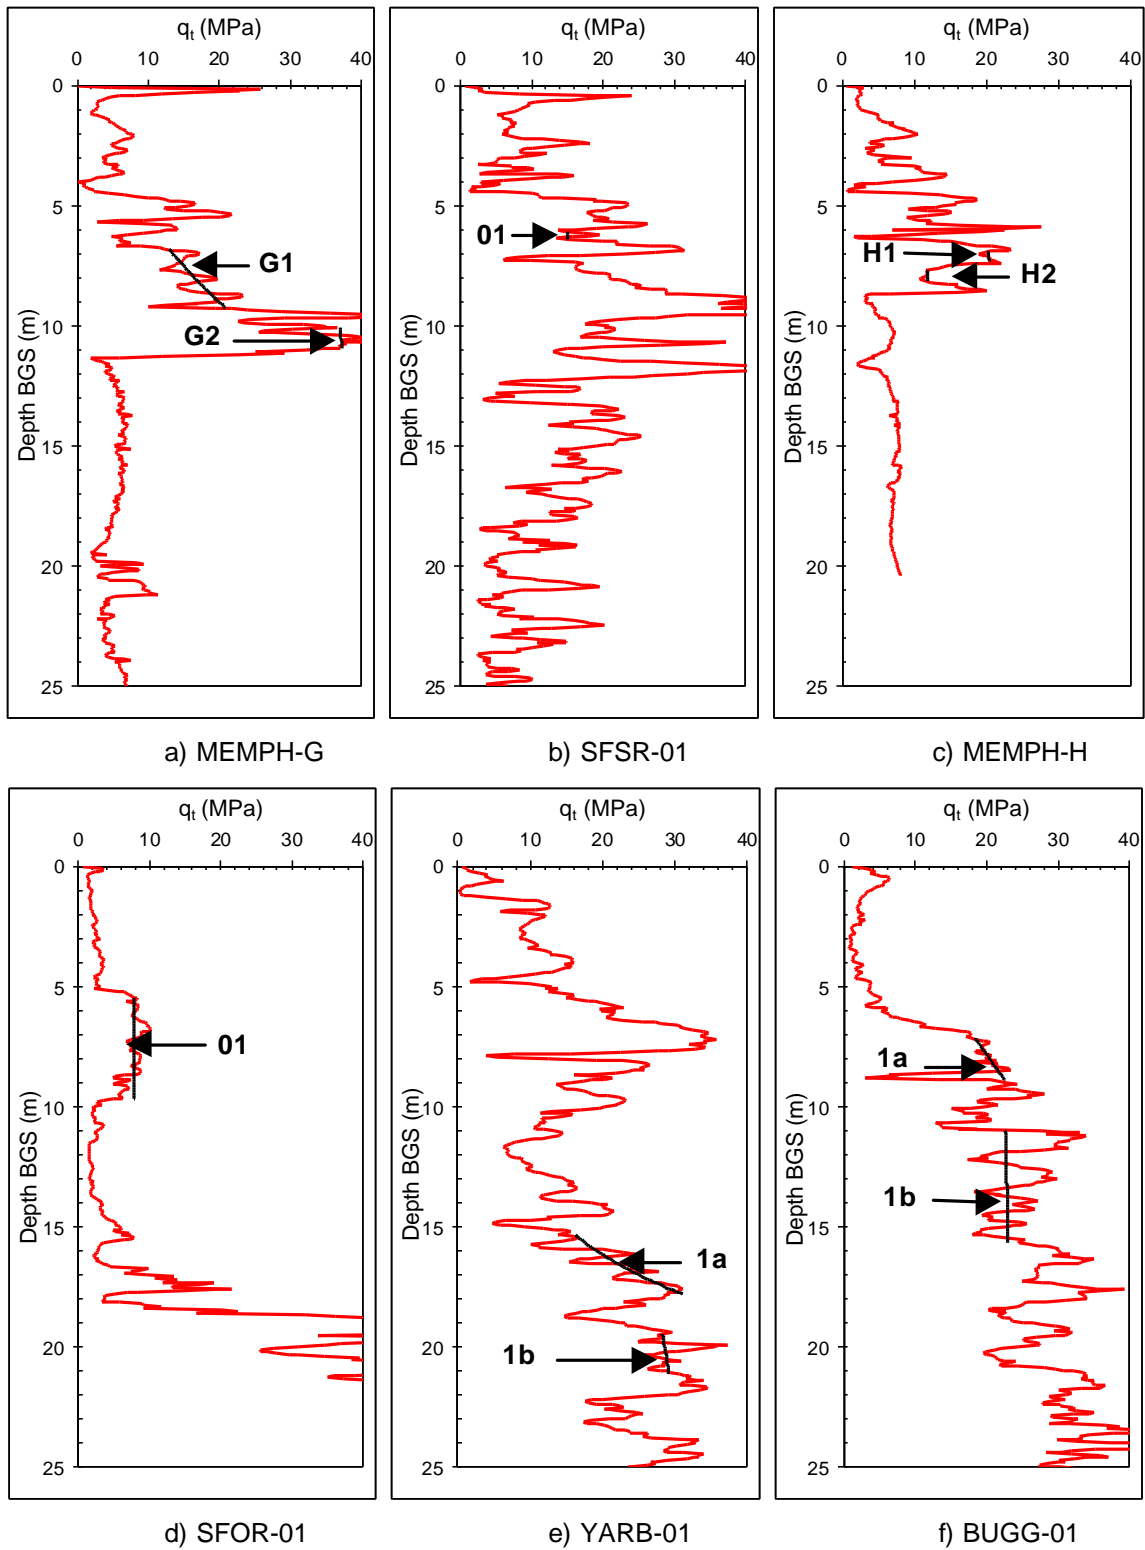 qt (MPa)
0 10 20 30 40
0
5
10
15
20
25
Depth BGS (m)
G1
G2
a) MEMPH-G
qt (MPa)
0 10 20 30 40
0
5
10
15
20
25
Depth BGS (m)
01
b) SFSR-01
qt (MPa)
0 10 20 30 40
0
5
10
15
20
25
Depth BGS (m)
H1
H2
c) MEMPH-H
qt (MPa)
0 10 20 30 40
0
5
10
15
20
25
Depth BGS (m)
01
d) SFOR-01
qt (MPa)
0 10 20 30 40
0
5
10
15
20
25
Depth BGS (m)
1a
1b
e) YARB-01
qt (MPa)
0 10 20 30 40
0
5
10
15
20
25
Depth BGS (m)
1a
1b
f) BUGG-01